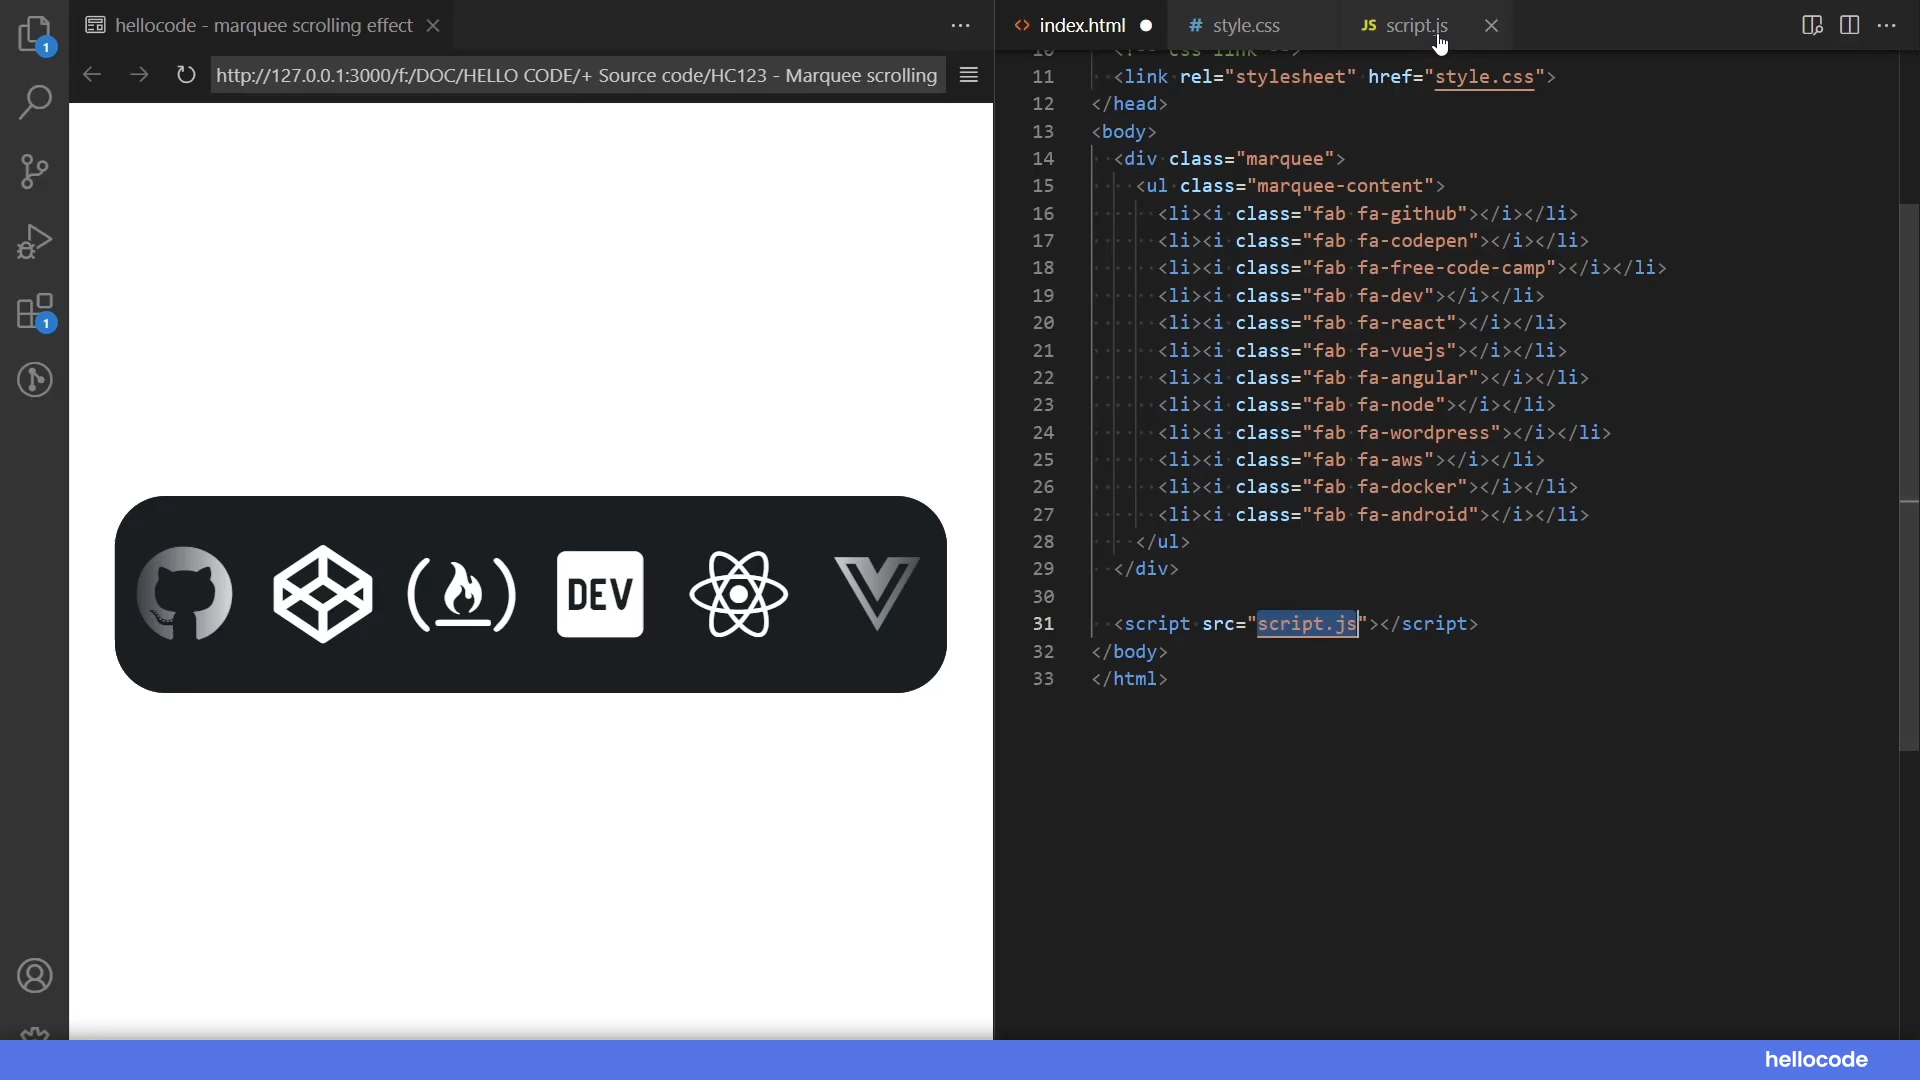 hellocode - marquee scrolling effect
index.html
# style.css
JS script.js
1
http://127.0.0.1:3000/f:/DOC/HELLO CODE/+ Source code/HC123 - Marquee scrolling
10 <!-- css link -->
11 <link rel="stylesheet" href="style.css">
12 </head>
13 <body>
14 <div class="marquee">
15 <ul class="marquee-content">
16 <li><i class="fab fa-github"></i></li>
17 <li><i class="fab fa-codepen"></i></li>
18 <li><i class="fab fa-free-code-camp"></i></li>
19 <li><i class="fab fa-dev"></i></li>
20 <li><i class="fab fa-react"></i></li>
21 <li><i class="fab fa-vuejs"></i></li>
22 <li><i class="fab fa-angular"></i></li>
23 <li><i class="fab fa-node"></i></li>
24 <li><i class="fab fa-wordpress"></i></li>
25 <li><i class="fab fa-aws"></i></li>
26 <li><i class="fab fa-docker"></i></li>
27 <li><i class="fab fa-android"></i></li>
28 </ul>
29 </div>
30
31 <script src="script.js"></script>
32 </body>
33 </html>
1
DEV
hellocode